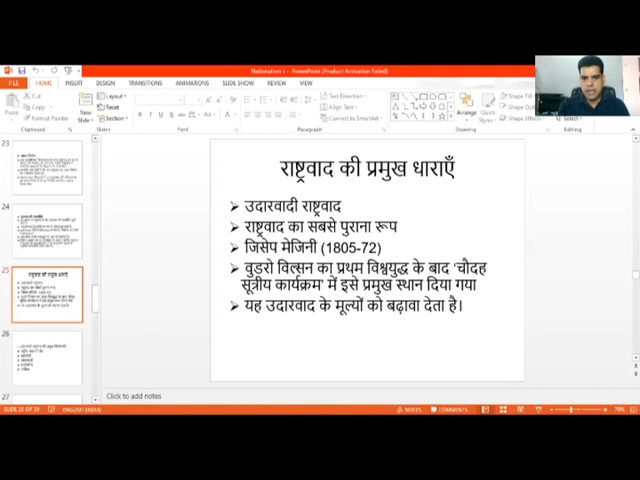 Nationalism 1 - PowerPoint (Product Activation Failed)
FILE HOME INSERT DESIGN TRANSITIONS ANIMATIONS SLIDE SHOW REVIEW VIEW
Paste
Cut
Copy
Format Painter
New Slide
Layout
Reset
Section
Text Direction
Align Text
Convert to SmartArt
Arrange
Quick Styles
Shape
Shape
Shape Effects
Select
Clipboard Slides Font Paragraph Drawing Editing
23
24
25
राष्ट्रवाद की प्रमुख धाराएँ
26
27
राष्ट्रवाद की प्रमुख धाराएँ
➢ उदारवादी राष्ट्रवाद
➢ राष्ट्रवाद का सबसे पुराना रूप
➢ जिसेप मेजिनी (1805-72)
➢ वुडरो विल्सन का प्रथम विश्वयुद्ध के बाद 'चौदह
सूत्रीय कार्यक्रम' में इसे प्रमुख स्थान दिया गया
➢ यह उदारवाद के मूल्यों को बढ़ावा देता है।
Click to add notes
SLIDE 25 OF 39 ENGLISH (INDIA) NOTES COMMENTS 70%